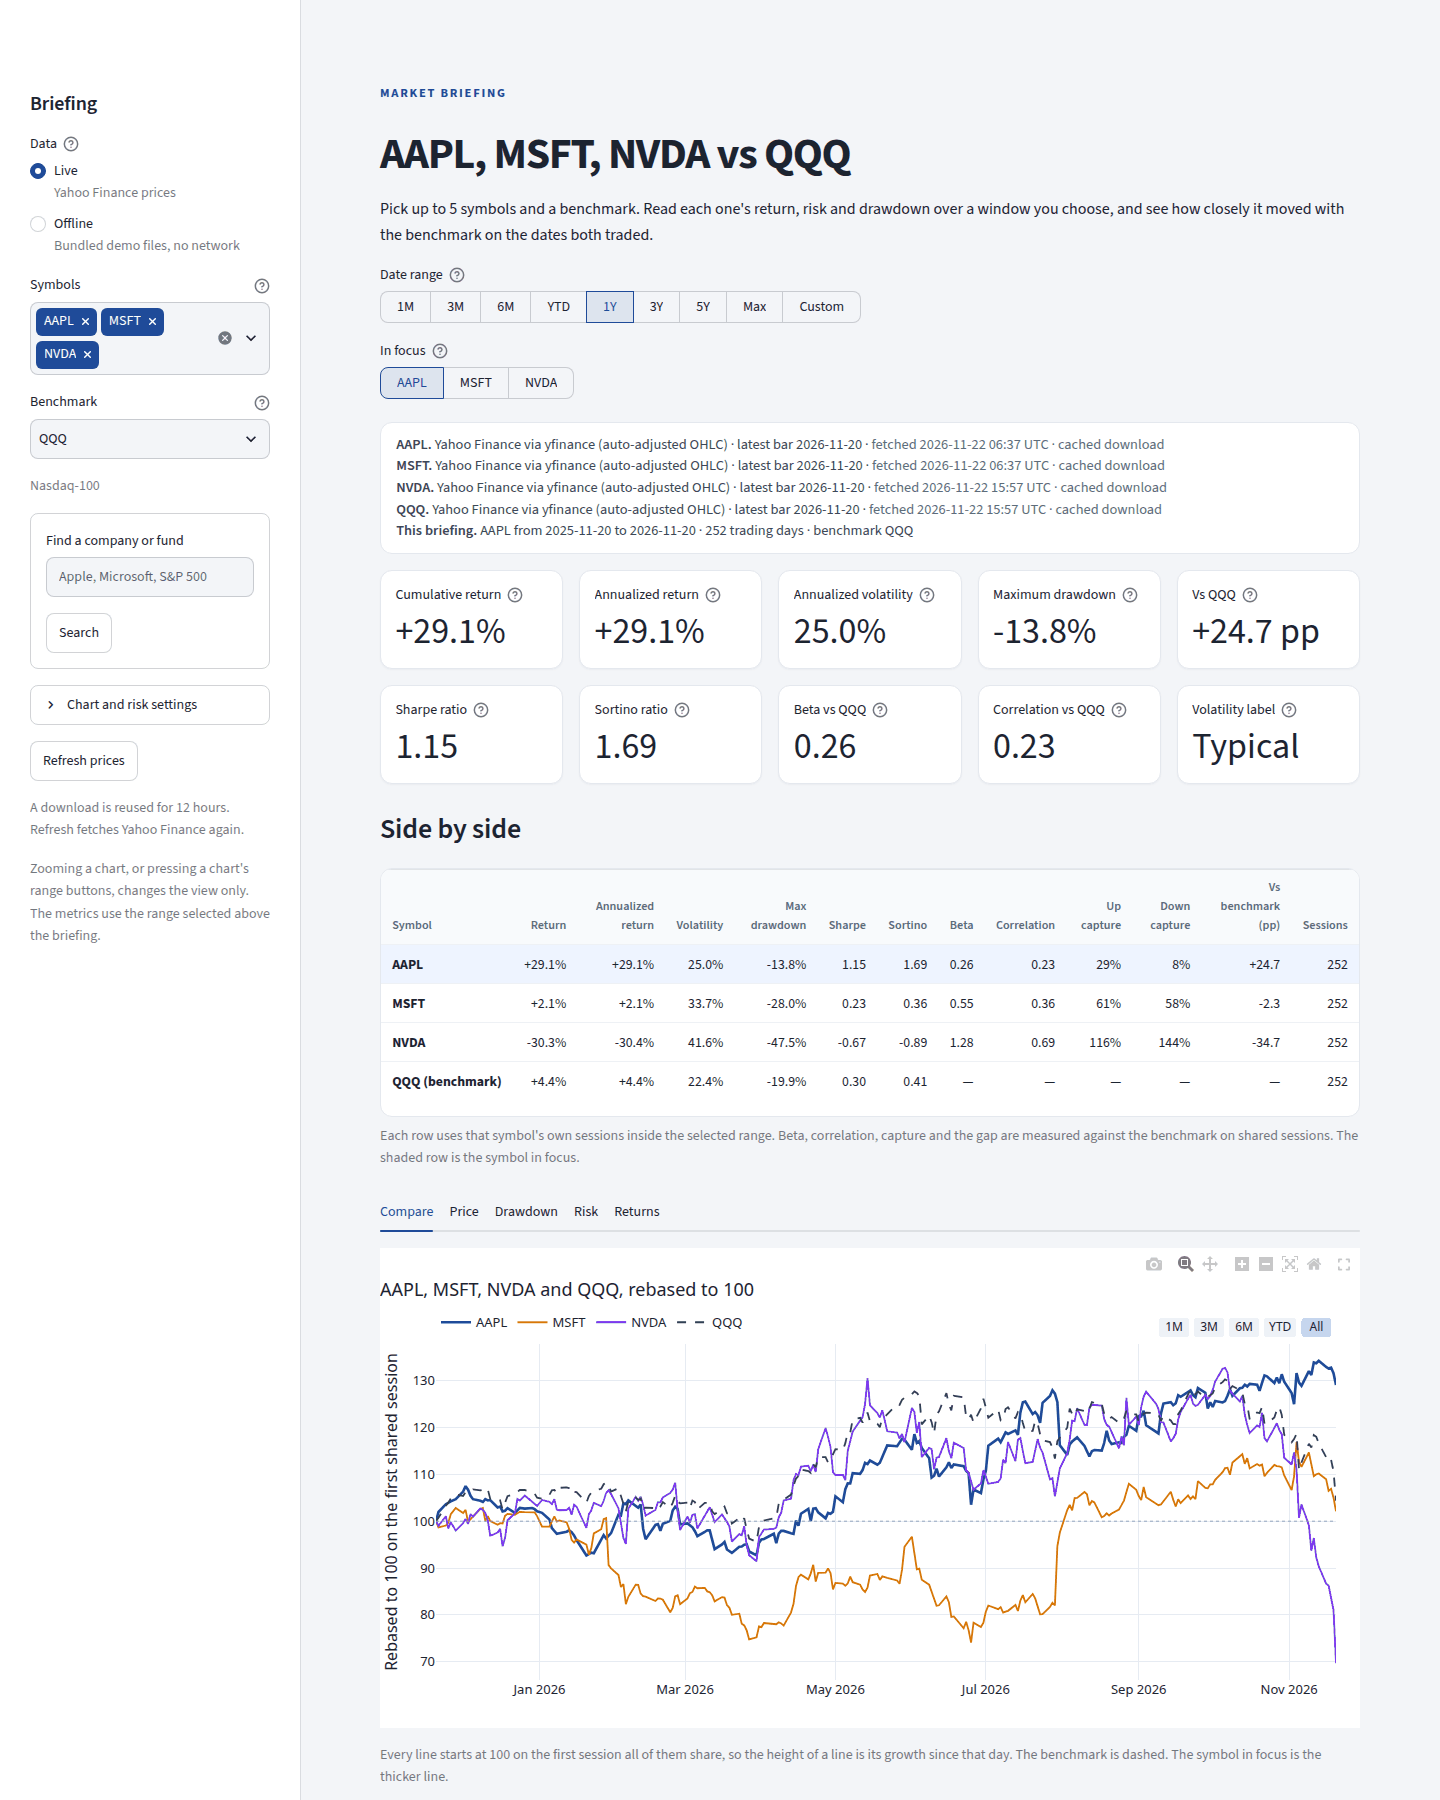 Briefing
Data
Live
Yahoo Finance prices
Offline
Bundled demo files, no network
Symbols
AAPL
MSFT
NVDA
Benchmark
QQQ
Nasdaq-100
Find a company or fund
Apple, Microsoft, S&P 500
Search
Chart and risk settings
Refresh prices
A download is reused for 12 hours.
Refresh fetches Yahoo Finance again.
Zooming a chart, or pressing a chart's
range buttons, changes the view only.
The metrics use the range selected above
the briefing.
MARKET BRIEFING
AAPL, MSFT, NVDA vs QQQ
Pick up to 5 symbols and a benchmark. Read each one's return, risk and drawdown over a window you choose, and see how closely it moved with
the benchmark on the dates both traded.
Date range
1M 3M 6M YTD 1Y 3Y 5Y Max Custom
In focus
AAPL MSFT NVDA
AAPL. Yahoo Finance via yfinance (auto-adjusted OHLC) · latest bar 2026-11-20 · fetched 2026-11-22 06:37 UTC · cached download
MSFT. Yahoo Finance via yfinance (auto-adjusted OHLC) · latest bar 2026-11-20 · fetched 2026-11-22 06:37 UTC · cached download
NVDA. Yahoo Finance via yfinance (auto-adjusted OHLC) · latest bar 2026-11-20 · fetched 2026-11-22 15:57 UTC · cached download
QQQ. Yahoo Finance via yfinance (auto-adjusted OHLC) · latest bar 2026-11-20 · fetched 2026-11-22 15:57 UTC · cached download
This briefing. AAPL from 2025-11-20 to 2026-11-20 · 252 trading days · benchmark QQQ
Cumulative return
+29.1%
Annualized return
+29.1%
Annualized volatility
25.0%
Maximum drawdown
-13.8%
Vs QQQ
+24.7 pp
Sharpe ratio
1.15
Sortino ratio
1.69
Beta vs QQQ
0.26
Correlation vs QQQ
0.23
Volatility label
Typical
Side by side
Symbol Return Annualized return Volatility Max drawdown Sharpe Sortino Beta Correlation Up capture Down capture Vs benchmark (pp) Sessions
AAPL +29.1% +29.1% 25.0% -13.8% 1.15 1.69 0.26 0.23 29% 8% +24.7 252
MSFT +2.1% +2.1% 33.7% -28.0% 0.23 0.36 0.55 0.36 61% 58% -2.3 252
NVDA -30.3% -30.4% 41.6% -47.5% -0.67 -0.89 1.28 0.69 116% 144% -34.7 252
QQQ (benchmark) +4.4% +4.4% 22.4% -19.9% 0.30 0.41 — — — — — 252
Each row uses that symbol's own sessions inside the selected range. Beta, correlation, capture and the gap are measured against the benchmark on shared sessions. The
shaded row is the symbol in focus.
Compare Price Drawdown Risk Returns
AAPL, MSFT, NVDA and QQQ, rebased to 100
AAPL MSFT NVDA QQQ
1M 3M 6M YTD All
Rebased to 100 on the first shared session
130
120
110
100
90
80
70
Jan 2026 Mar 2026 May 2026 Jul 2026 Sep 2026 Nov 2026
Every line starts at 100 on the first session all of them share, so the height of a line is its growth since that day. The benchmark is dashed. The symbol in focus is the
thicker line.